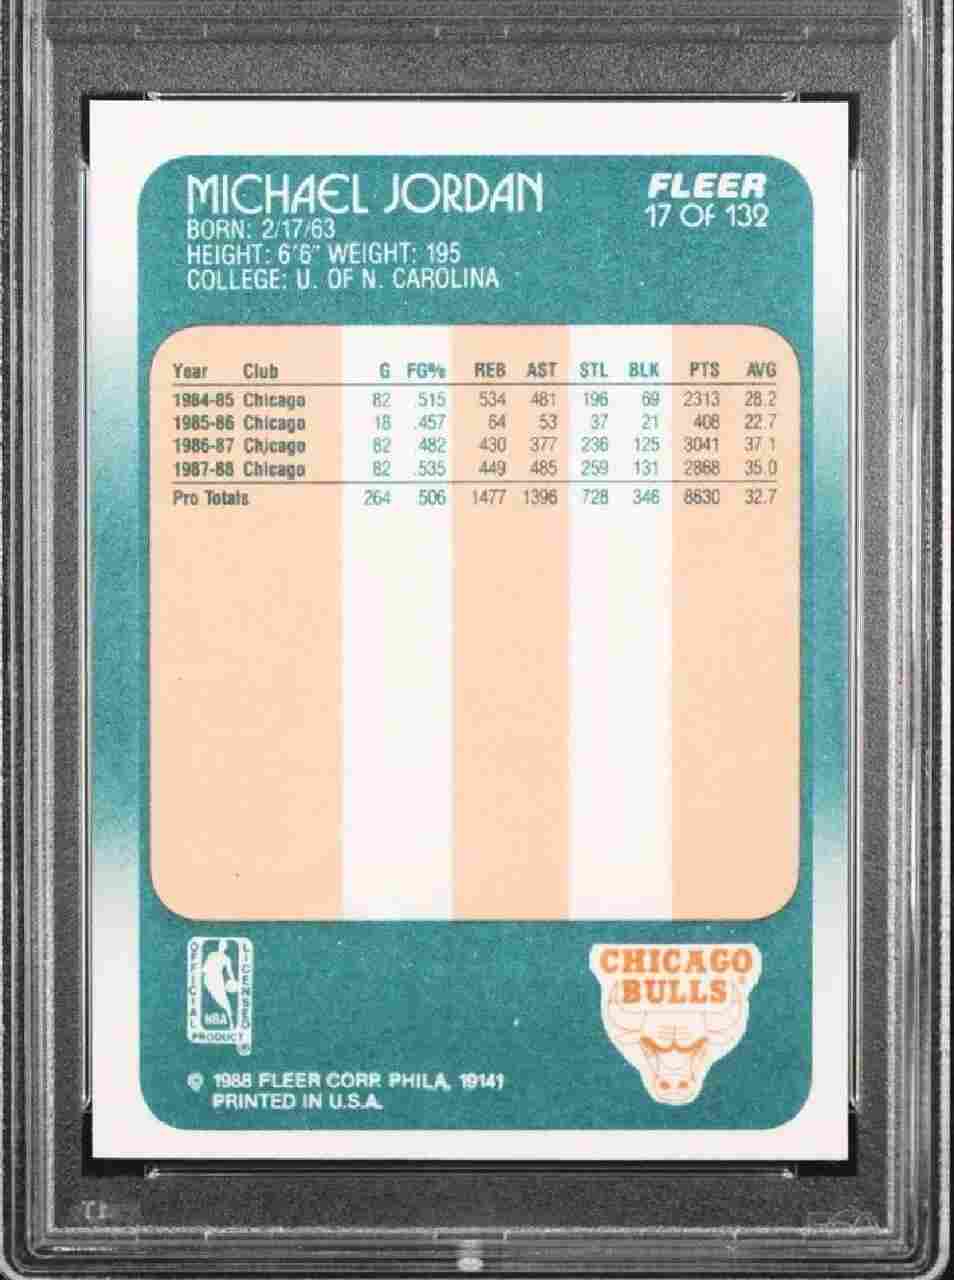 MICHAEL JORDAN
FLEER
17 OF 132
BORN: 2/17/63
HEIGHT: 6'6" WEIGHT: 195
COLLEGE: U. OF N. CAROLINA
Year Club G FG% REB AST STL BLK PTS AVG
1984-85 Chicago 82 .515 534 481 196 69 2313 28.2
1985-86 Chicago 18 .457 64 53 37 21 408 22.7
1986-87 Chicago 82 .482 430 377 236 125 3041 37.1
1987-88 Chicago 82 .535 449 485 259 131 2868 35.0
Pro Totals 264 .506 1477 1396 728 346 8630 32.7
OFFICIAL
LICENSED
NBA
PRODUCT
®
CHICAGO
BULLS
© 1988 FLEER CORP. PHILA, 19141
PRINTED IN U.S.A.